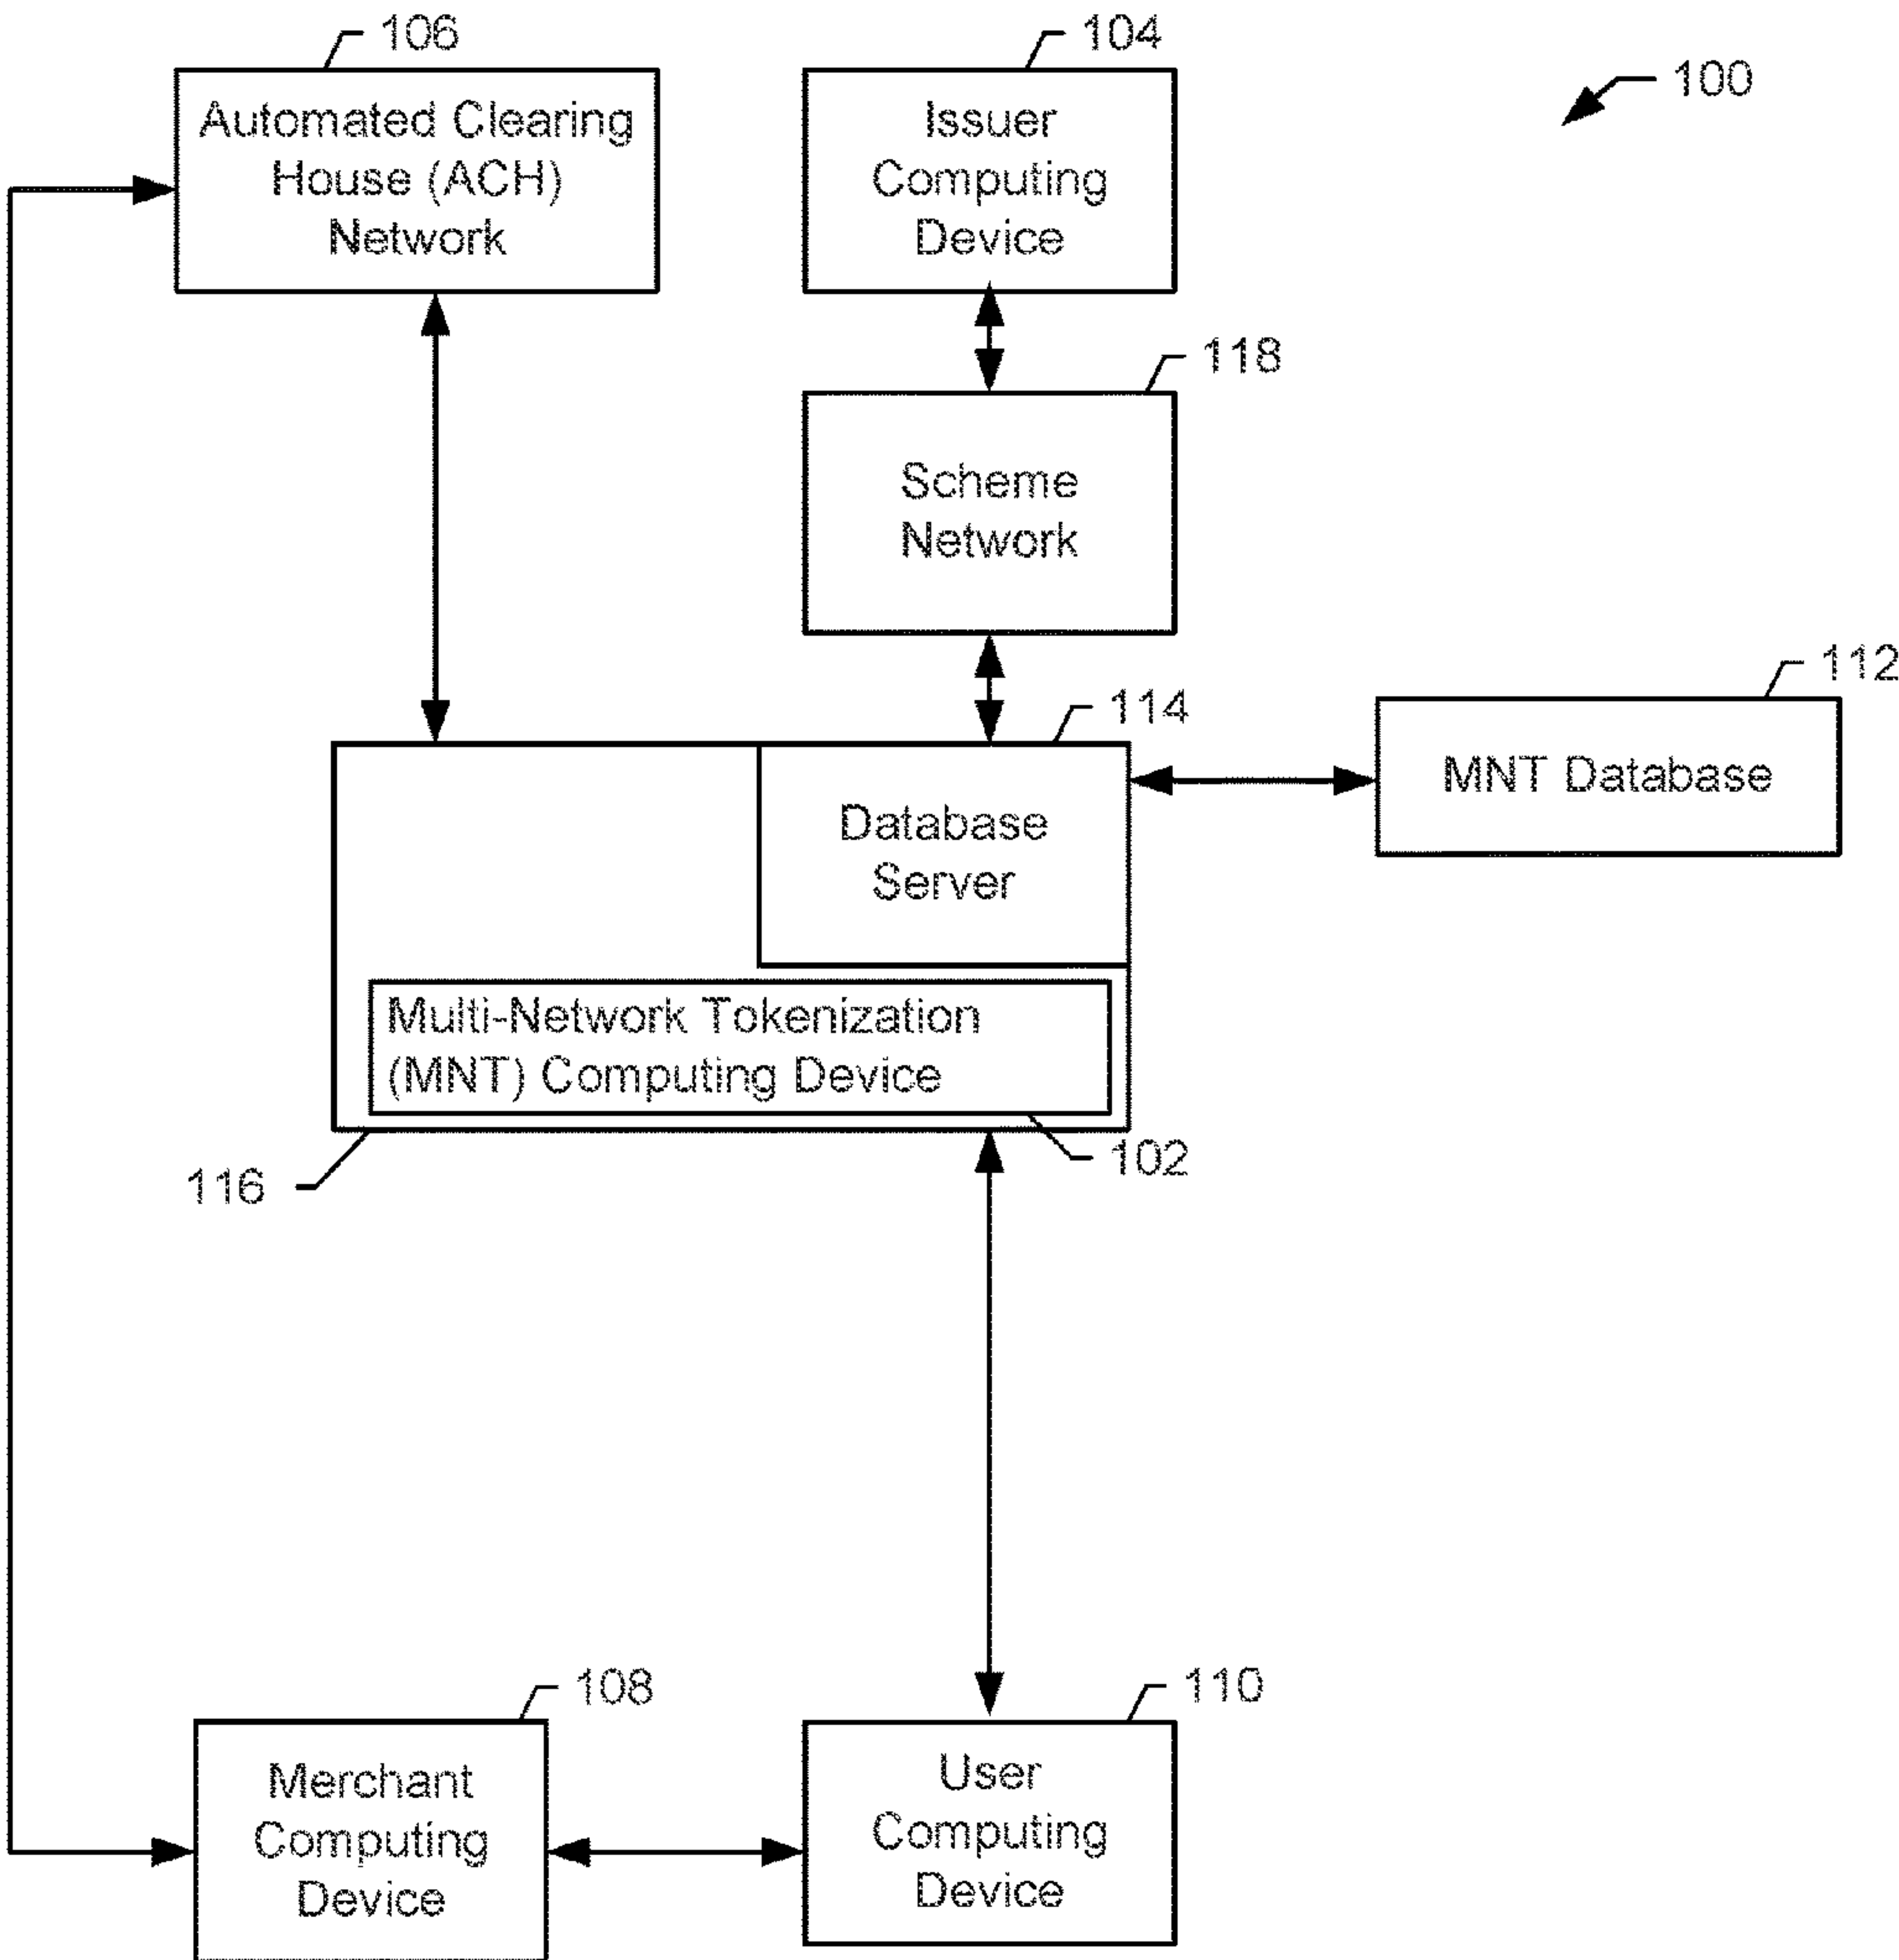 106
Automated Clearing
House (ACH)
Network
104
Issuer
Computing
Device
100
118
Scheme
Network
114
Database
Server
112
MNT Database
Multi-Network Tokenization
(MNT) Computing Device
116
102
108
Merchant
Computing
Device
110
User
Computing
Device